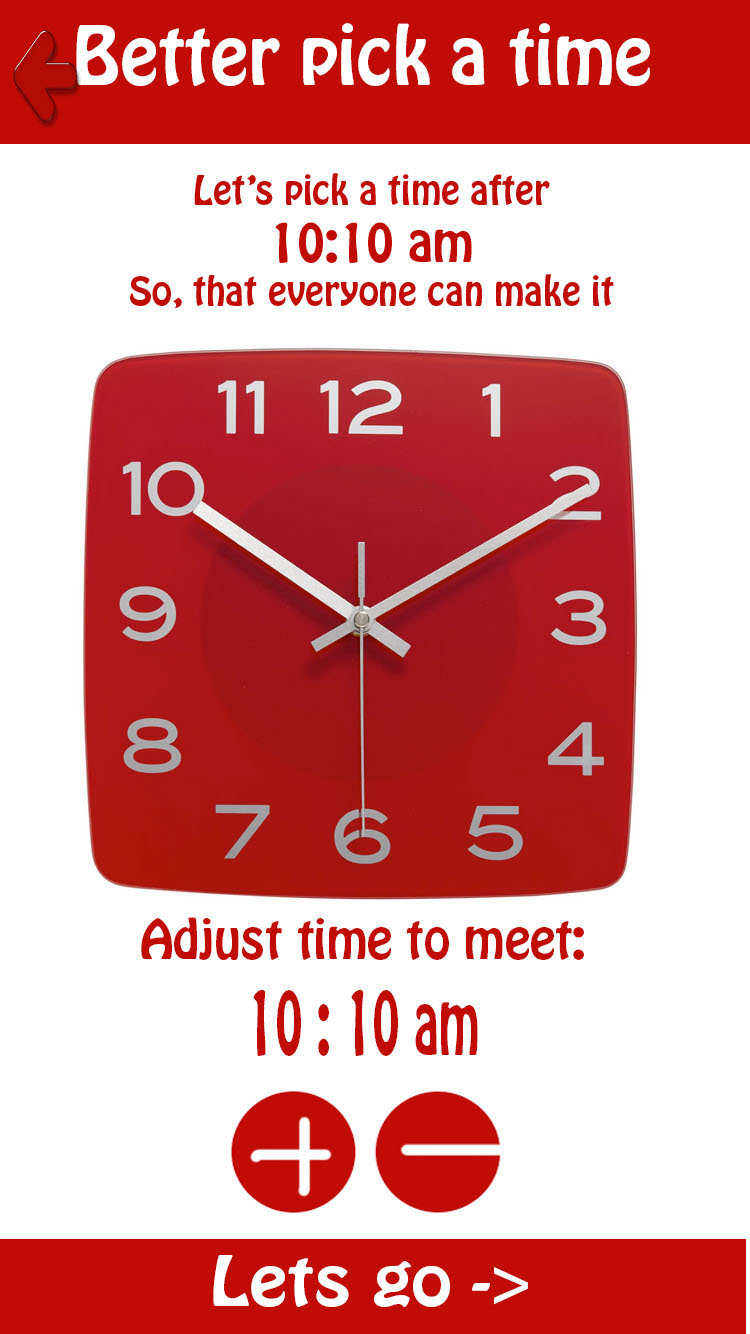 Better pick a time
Let's pick a time after
10:10 am
So, that everyone can make it
11 12 1
10 2
9 3
8 4
7 6 5
Adjust time to meet:
10 : 10 am
Lets go ->